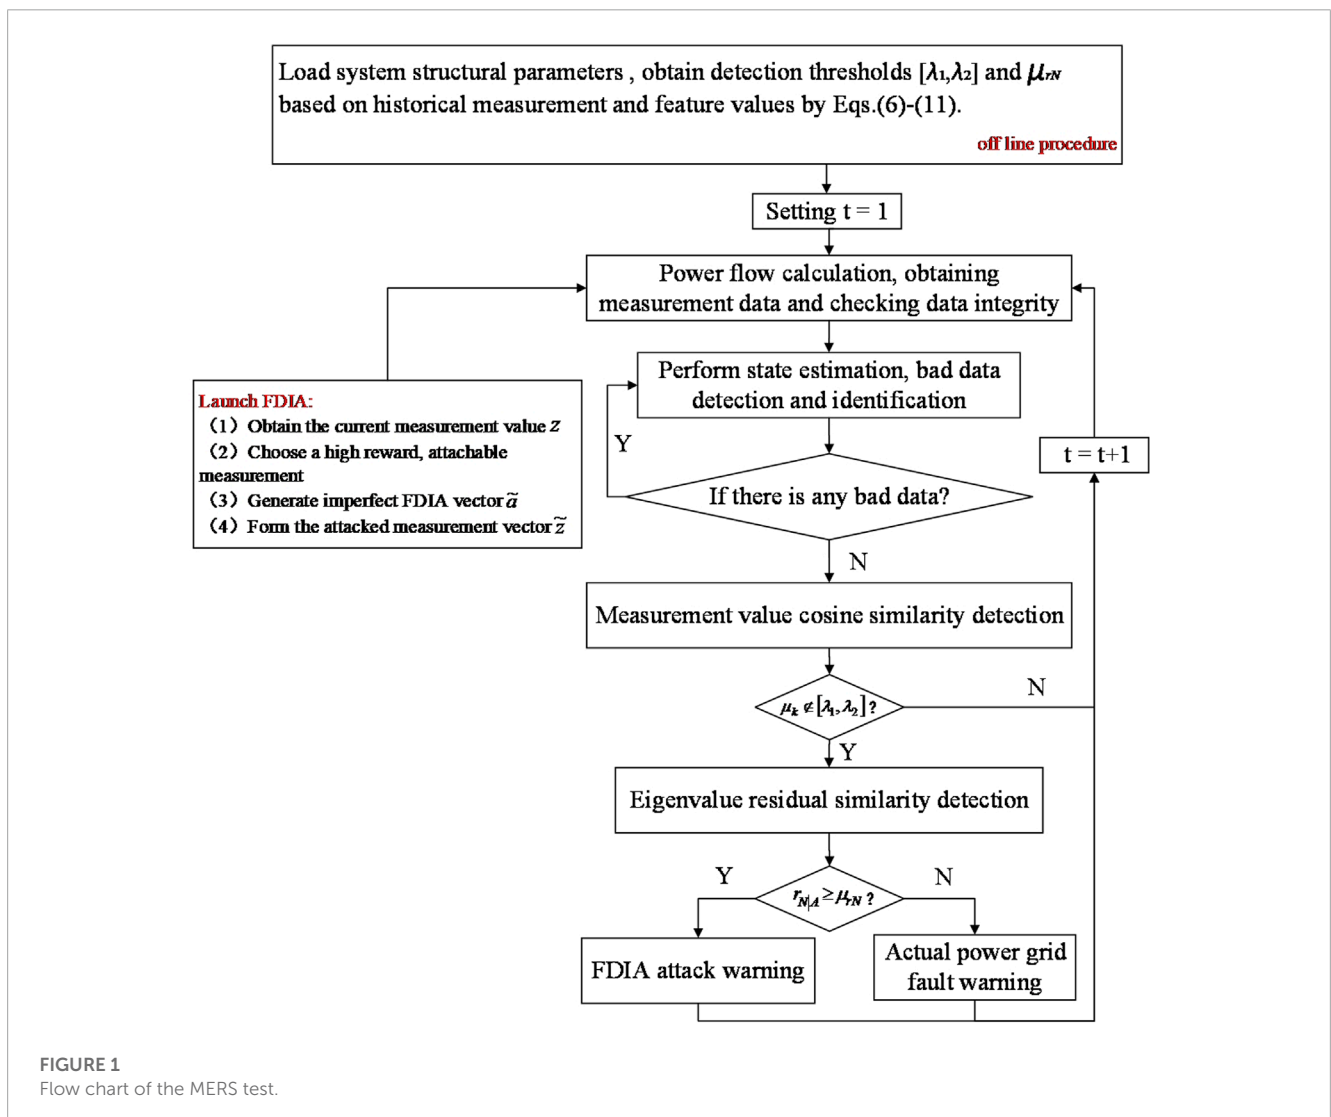 Load system structural parameters , obtain detection thresholds [λ₁,λ₂] and μᵣₙ
based on historical measurement and feature values by Eqs.(6)-(11).
off line procedure
Setting t = 1
Power flow calculation, obtaining
measurement data and checking data integrity
Perform state estimation, bad data
detection and identification
Launch FDIA:
（1）Obtain the current measurement value z
（2）Choose a high reward, attachable
measurement
（3）Generate imperfect FDIA vector ã
（4）Form the attacked measurement vector z̃
Y
t = t+1
If there is any bad data?
N
Measurement value cosine similarity detection
N
μₖ ∉ [λ₁, λ₂] ?
Y
Eigenvalue residual similarity detection
Y
N
r_{N|A} ≥ μ_{rN} ?
FDIA attack warning
Actual power grid
fault warning
FIGURE 1
Flow chart of the MERS test.